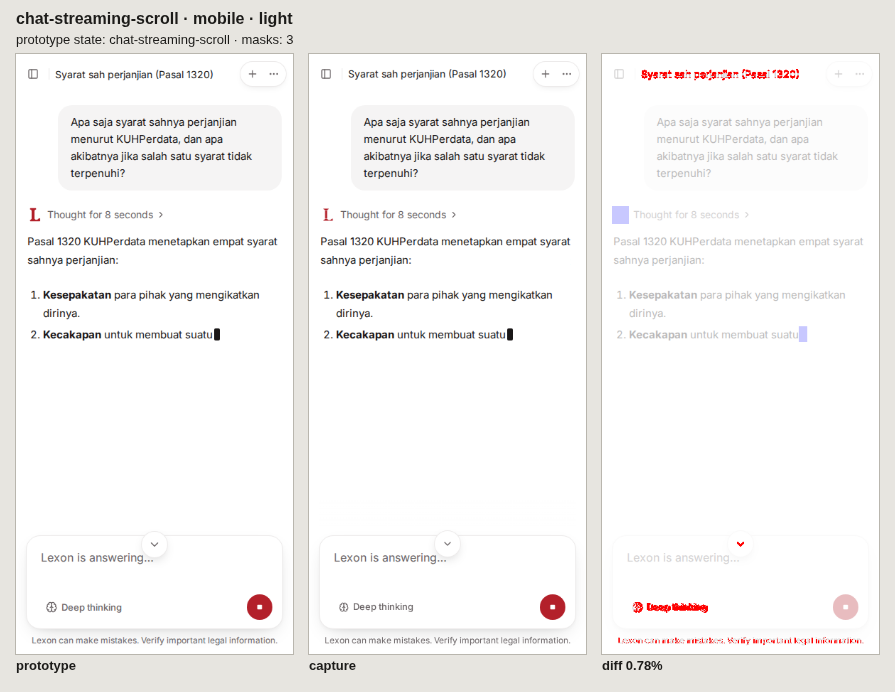 chat-streaming-scroll · mobile · light
prototype state: chat-streaming-scroll · masks: 3
Syarat sah perjanjian (Pasal 1320)
Apa saja syarat sahnya perjanjian
menurut KUHPerdata, dan apa
akibatnya jika salah satu syarat tidak
terpenuhi?
L Thought for 8 seconds
Pasal 1320 KUHPerdata menetapkan empat syarat
sahnya perjanjian:
1. Kesepakatan para pihak yang mengikatkan
dirinya.
2. Kecakapan untuk membuat suatu
Lexon is answering...
Deep thinking
Lexon can make mistakes. Verify important legal information.
prototype
Syarat sah perjanjian (Pasal 1320)
Apa saja syarat sahnya perjanjian
menurut KUHPerdata, dan apa
akibatnya jika salah satu syarat tidak
terpenuhi?
L Thought for 8 seconds
Pasal 1320 KUHPerdata menetapkan empat syarat
sahnya perjanjian:
1. Kesepakatan para pihak yang mengikatkan
dirinya.
2. Kecakapan untuk membuat suatu
Lexon is answering...
Deep thinking
Lexon can make mistakes. Verify important legal information.
capture
Syarat sah perjanjian (Pasal 1320)
Apa saja syarat sahnya perjanjian
menurut KUHPerdata, dan apa
akibatnya jika salah satu syarat tidak
terpenuhi?
Thought for 8 seconds
Pasal 1320 KUHPerdata menetapkan empat syarat
sahnya perjanjian:
1. Kesepakatan para pihak yang mengikatkan
dirinya.
2. Kecakapan untuk membuat suatu
Lexon is answering...
Deep thinking
Lexon can make mistakes. Verify important legal information.
diff 0.78%